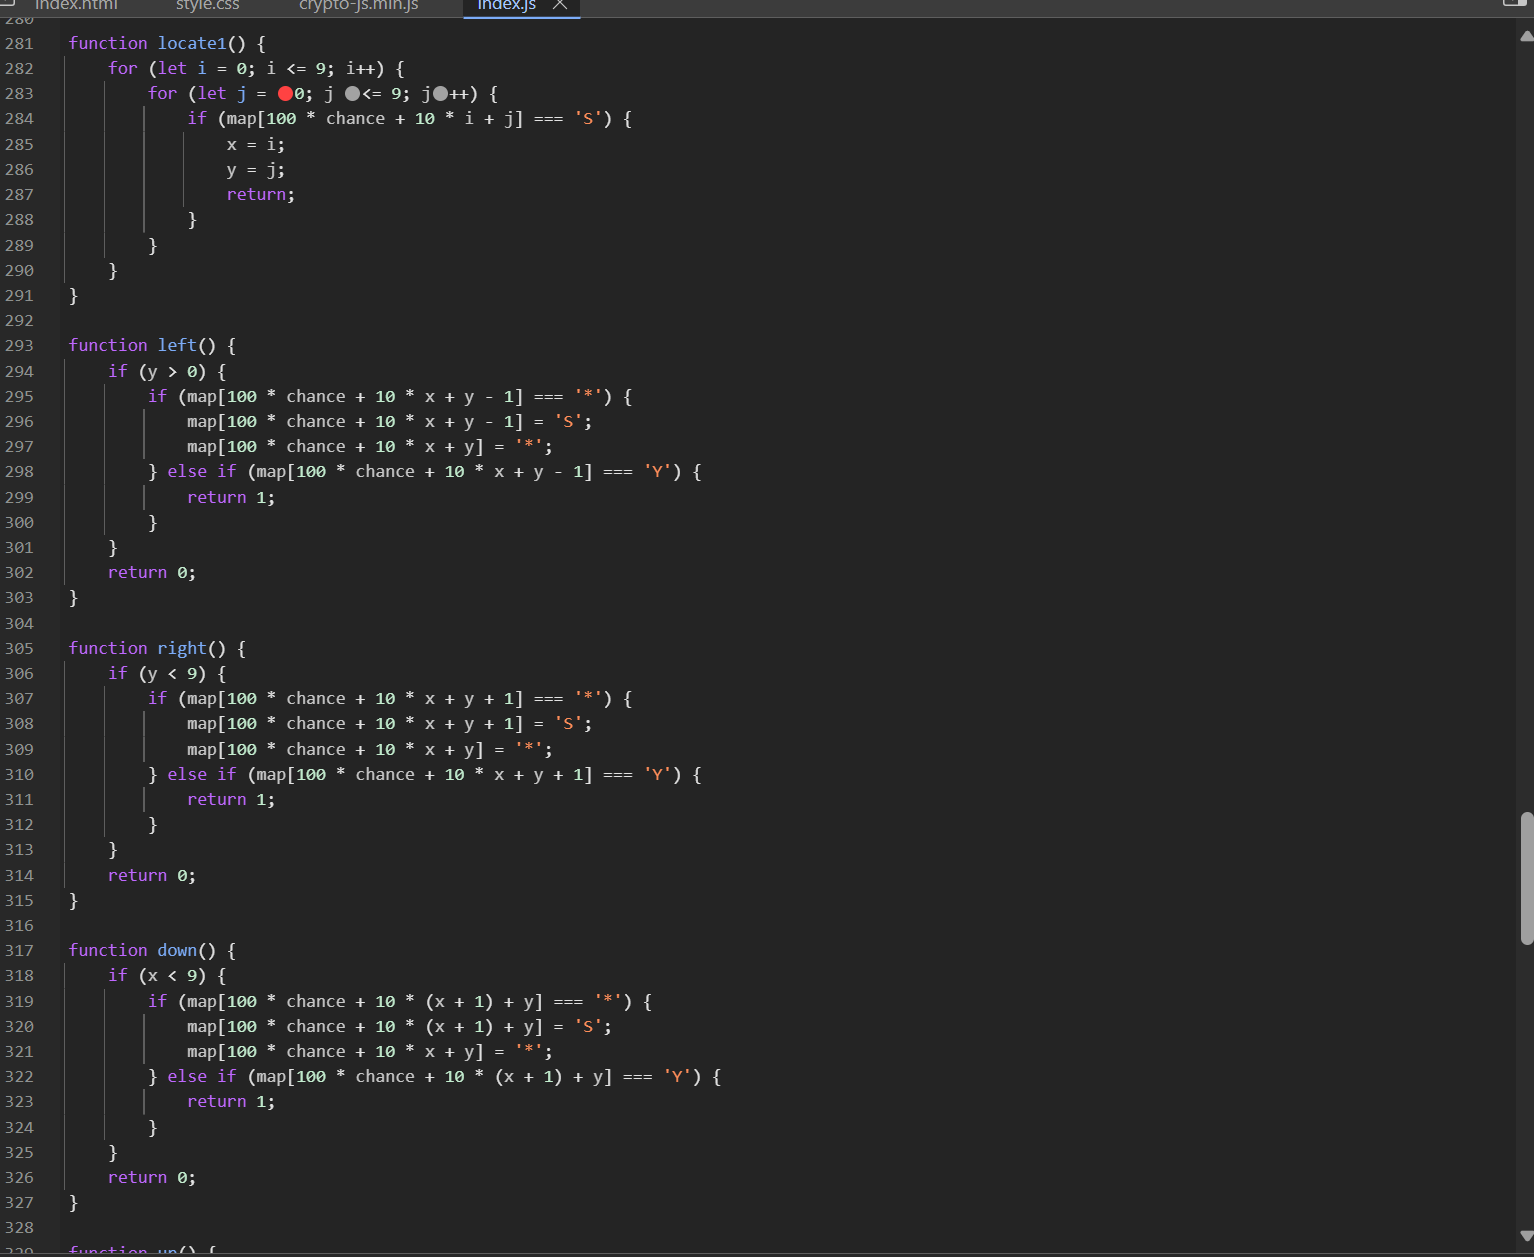 index.html style.css crypto-js.min.js index.js
280
281 function locate1() {
282 for (let i = 0; i <= 9; i++) {
283 for (let j = 0; j <= 9; j++) {
284 if (map[100 * chance + 10 * i + j] === 'S') {
285 x = i;
286 y = j;
287 return;
288 }
289 }
290 }
291 }
292
293 function left() {
294 if (y > 0) {
295 if (map[100 * chance + 10 * x + y - 1] === '*') {
296 map[100 * chance + 10 * x + y - 1] = 'S';
297 map[100 * chance + 10 * x + y] = '*';
298 } else if (map[100 * chance + 10 * x + y - 1] === 'Y') {
299 return 1;
300 }
301 }
302 return 0;
303 }
304
305 function right() {
306 if (y < 9) {
307 if (map[100 * chance + 10 * x + y + 1] === '*') {
308 map[100 * chance + 10 * x + y + 1] = 'S';
309 map[100 * chance + 10 * x + y] = '*';
310 } else if (map[100 * chance + 10 * x + y + 1] === 'Y') {
311 return 1;
312 }
313 }
314 return 0;
315 }
316
317 function down() {
318 if (x < 9) {
319 if (map[100 * chance + 10 * (x + 1) + y] === '*') {
320 map[100 * chance + 10 * (x + 1) + y] = 'S';
321 map[100 * chance + 10 * x + y] = '*';
322 } else if (map[100 * chance + 10 * (x + 1) + y] === 'Y') {
323 return 1;
324 }
325 }
326 return 0;
327 }
328
329 function up() {